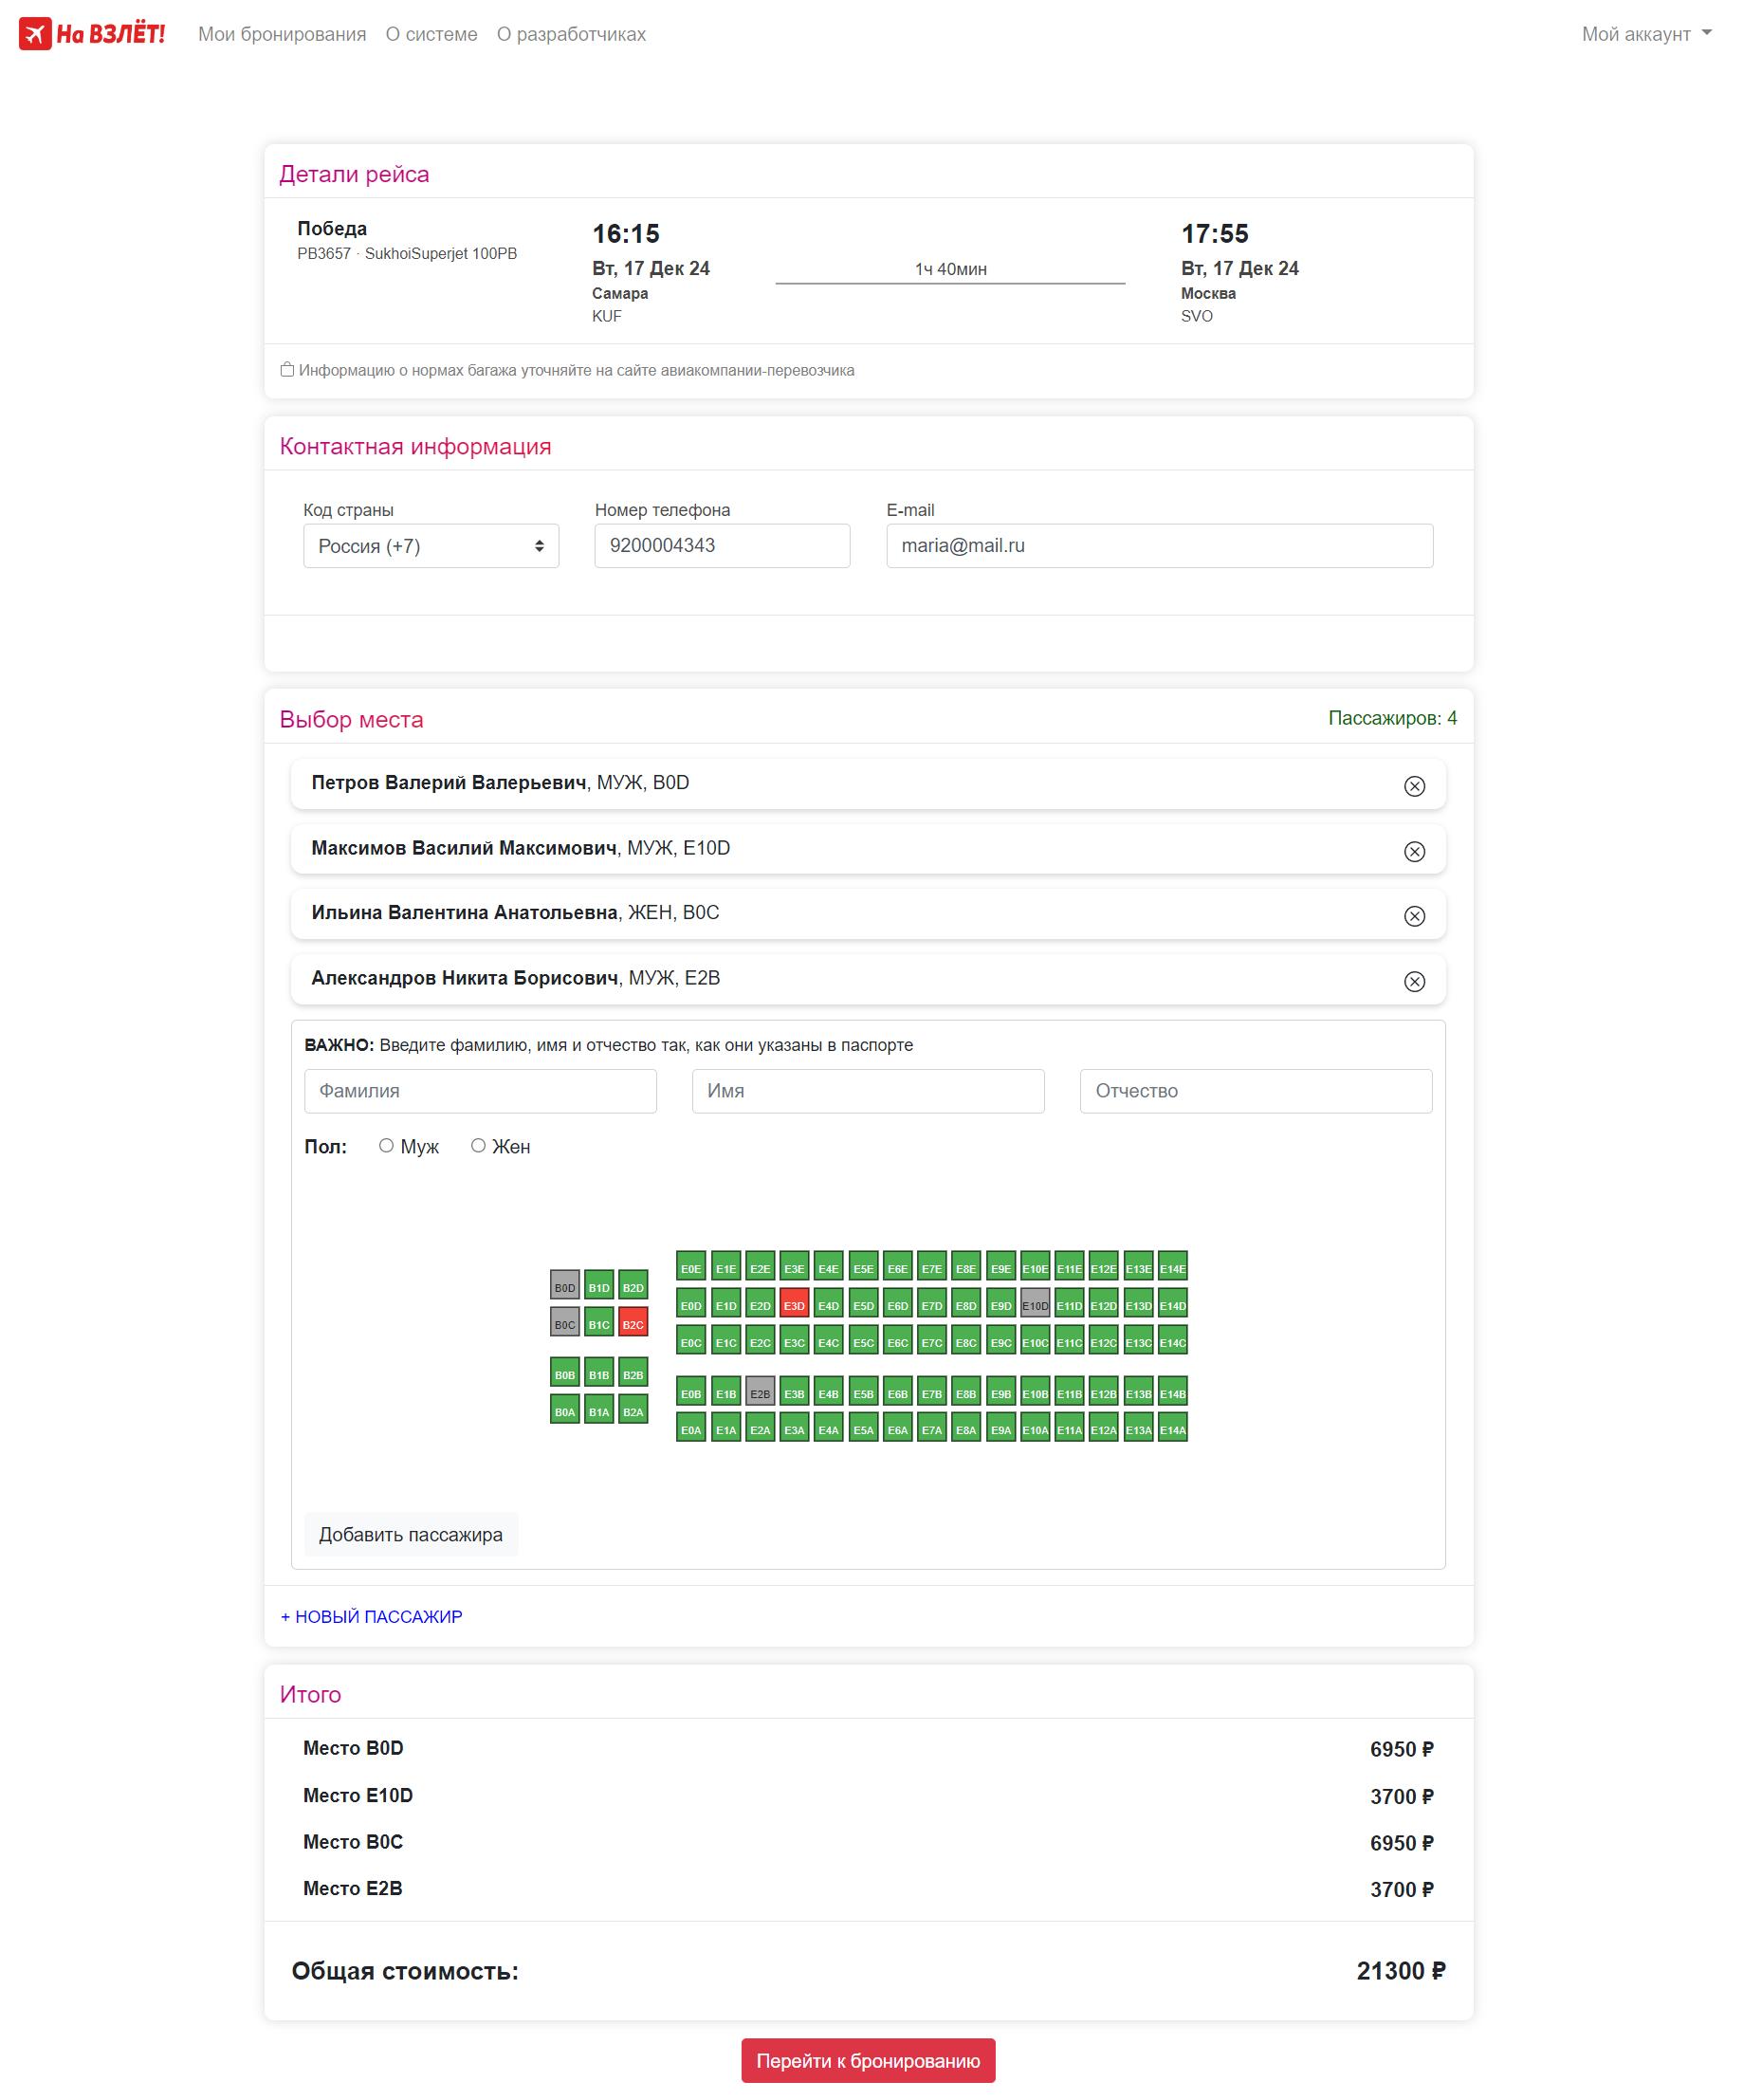 На ВЗЛЁТ! Мои бронирования О системе О разработчиках Мой аккаунт
Детали рейса
Победа
PB3657 · SukhoiSuperjet 100PB
16:15
Вт, 17 Дек 24
Самара
KUF
1ч 40мин
17:55
Вт, 17 Дек 24
Москва
SVO
Информацию о нормах багажа уточняйте на сайте авиакомпании-перевозчика
Контактная информация
Код страны Номер телефона E-mail
Россия (+7) 9200004343 maria@mail.ru
Выбор места Пассажиров: 4
Петров Валерий Валерьевич, МУЖ, B0D
Максимов Василий Максимович, МУЖ, E10D
Ильина Валентина Анатольевна, ЖЕН, B0C
Александров Никита Борисович, МУЖ, E2B
ВАЖНО: Введите фамилию, имя и отчество так, как они указаны в паспорте
Фамилия Имя Отчество
Пол: Муж Жен
B0D B1D B2D
B0C B1C B2C
B0B B1B B2B
B0A B1A B2A
E0E E1E E2E E3E E4E E5E E6E E7E E8E E9E E10E E11E E12E E13E E14E
E0D E1D E2D E3D E4D E5D E6D E7D E8D E9D E10D E11D E12D E13D E14D
E0C E1C E2C E3C E4C E5C E6C E7C E8C E9C E10C E11C E12C E13C E14C
E0B E1B E2B E3B E4B E5B E6B E7B E8B E9B E10B E11B E12B E13B E14B
E0A E1A E2A E3A E4A E5A E6A E7A E8A E9A E10A E11A E12A E13A E14A
Добавить пассажира
+ НОВЫЙ ПАССАЖИР
Итого
Место B0D 6950 ₽
Место E10D 3700 ₽
Место B0C 6950 ₽
Место E2B 3700 ₽
Общая стоимость: 21300 ₽
Перейти к бронированию